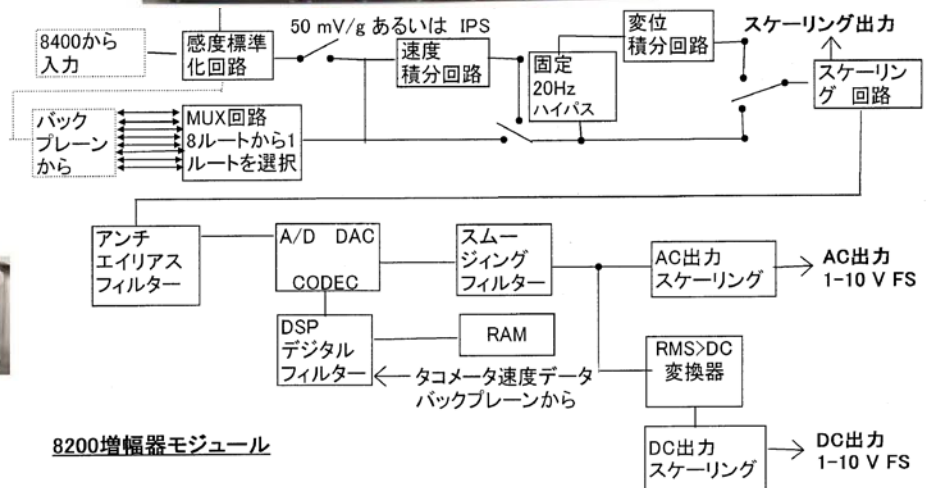 8400から
入力
感度標準
化回路
50 mV/g あるいは IPS
速度
積分回路
固定
20Hz
ハイパス
変位
積分回路
スケーリング出力
スケーリン
グ 回路
バック
プレーン
から
MUX回路
8ルートから1
ルートを選択
アンチ
エイリアス
フィルター
A/D DAC
CODEC
スムー
ジィング
フィルター
AC出力
スケーリング
AC出力
1-10 V FS
DSP
デジタル
フィルター
RAM
タコメータ速度データ
バックプレーンから
RMS>DC
変換器
8200増幅器モジュール
DC出力
スケーリング
DC出力
1-10 V FS